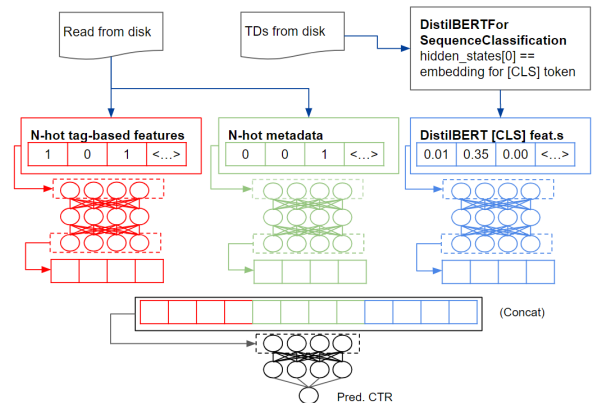 Read from disk
TDs from disk
DistilBERTFor
SequenceClassification
hidden_states[0] ==
embedding for [CLS] token
N-hot tag-based features
1 0 1 <...>
N-hot metadata
0 0 1 <...>
DistilBERT [CLS] feat.s
0.01 0.35 0.00 <...>
(Concat)
Pred. CTR